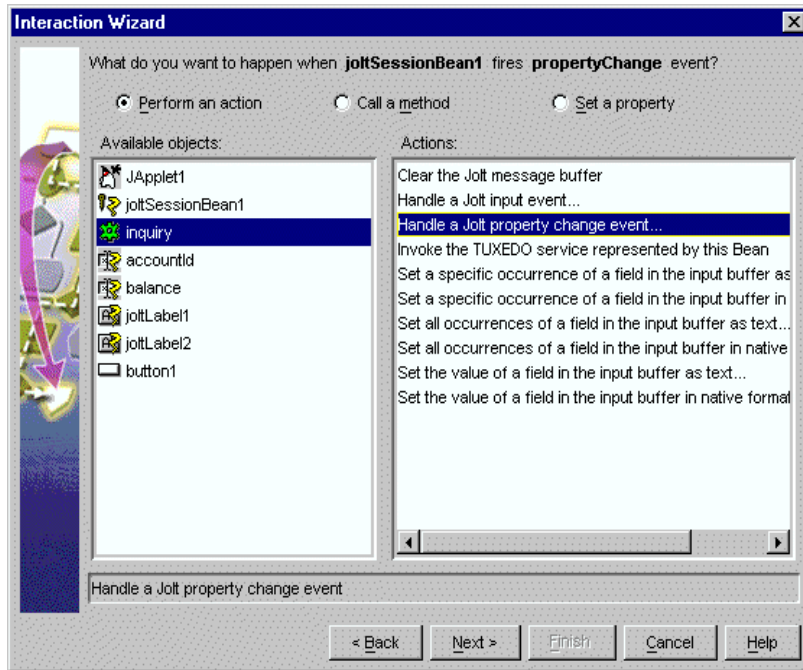 Interaction Wizard
What do you want to happen when joltSessionBean1 fires propertyChange event?
Perform an action
Call a method
Set a property
Available objects:
JApplet1
joltSessionBean1
inquiry
accountId
balance
joltLabel1
joltLabel2
button1
Actions:
Clear the Jolt message buffer
Handle a Jolt input event...
Handle a Jolt property change event...
Invoke the TUXEDO service represented by this Bean
Set a specific occurrence of a field in the input buffer as
Set a specific occurrence of a field in the input buffer in
Set all occurrences of a field in the input buffer as text...
Set all occurrences of a field in the input buffer in native
Set the value of a field in the input buffer as text...
Set the value of a field in the input buffer in native format
Handle a Jolt property change event
< Back
Next >
Finish
Cancel
Help